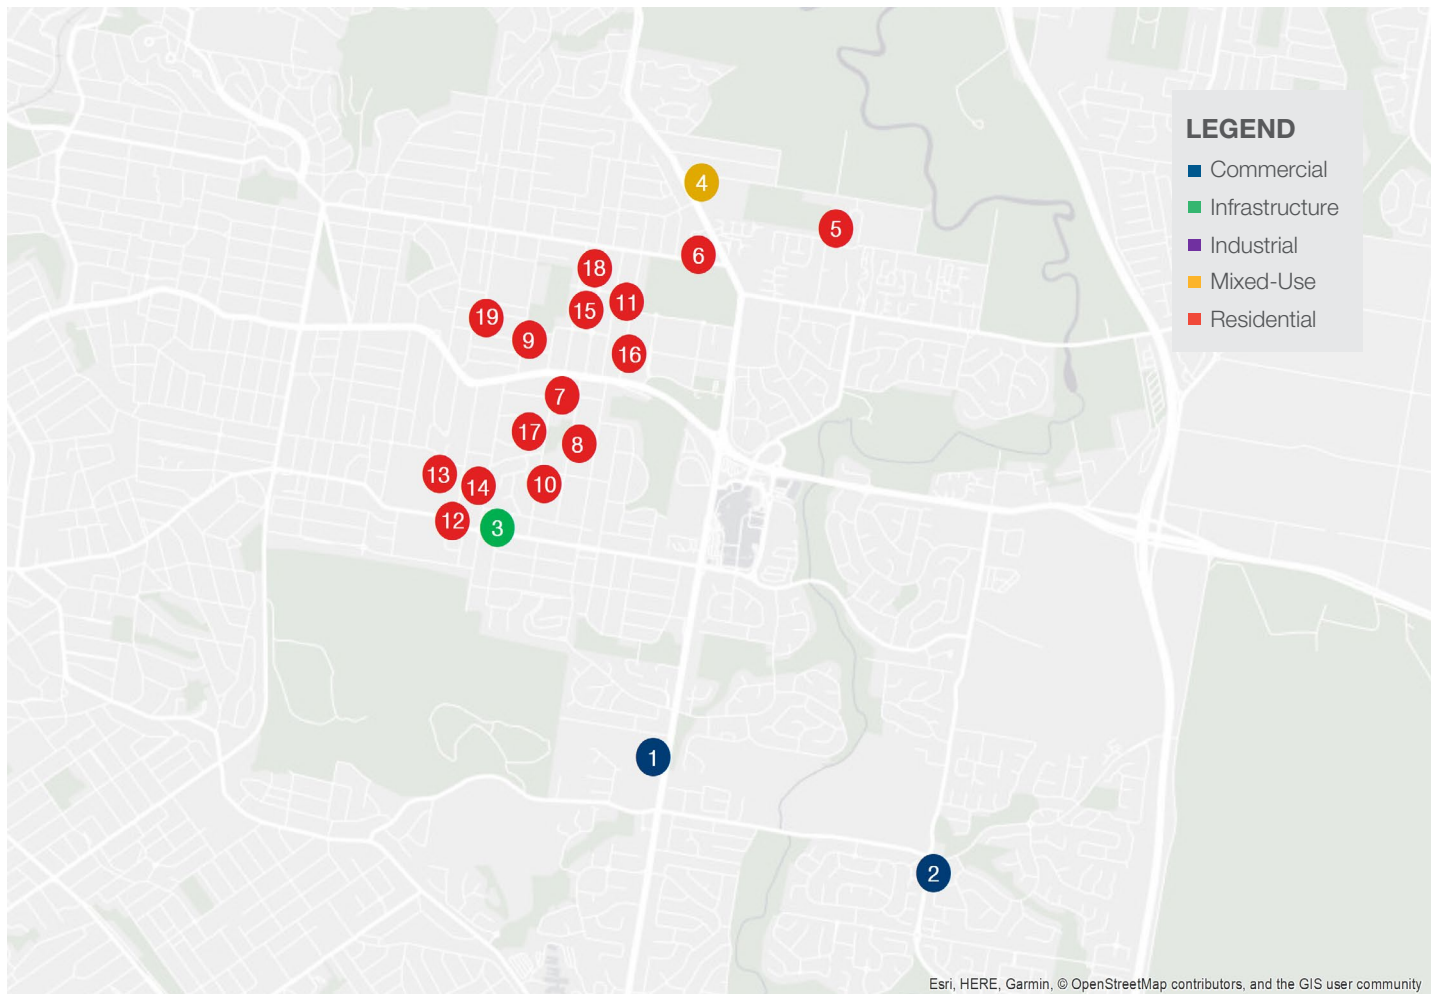 LEGEND
Commercial
Infrastructure
Industrial
Mixed-Use
Residential
4
5
6
18
11
15
19
9
16
7
17
8
13
14
10
12
3
1
2
Esri, HERE, Garmin, © OpenStreetMap contributors, and the GIS user community